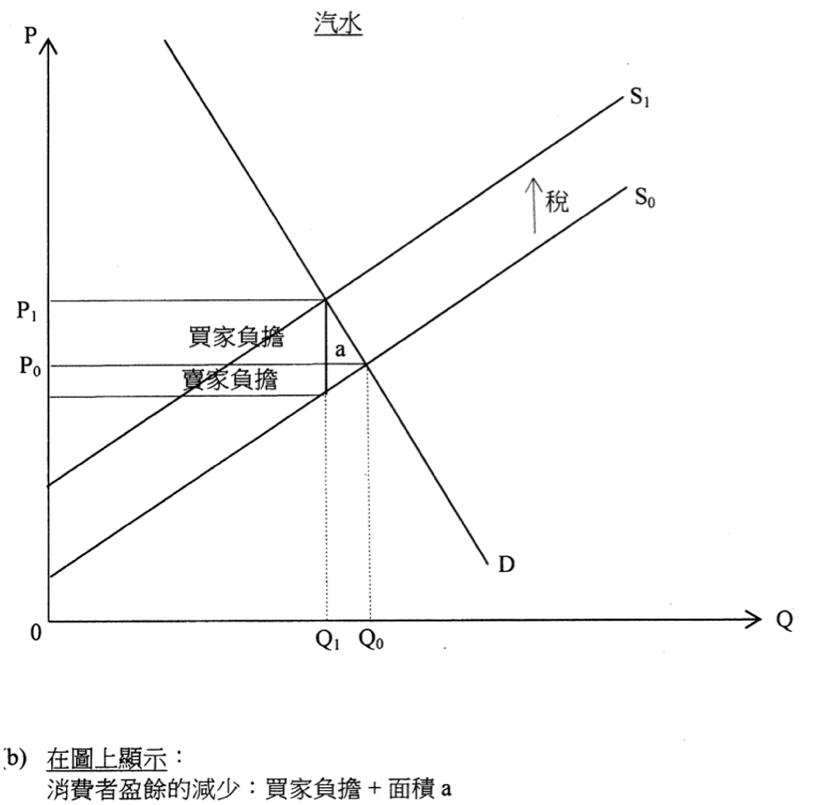 汽水
P
S₁
稅
S₀
P₁
買家負擔
a
P₀
賣家負擔
D
0
Q₁ Q₀
Q
b) 在圖上顯示：
消費者盈餘的減少：買家負擔 + 面積 a